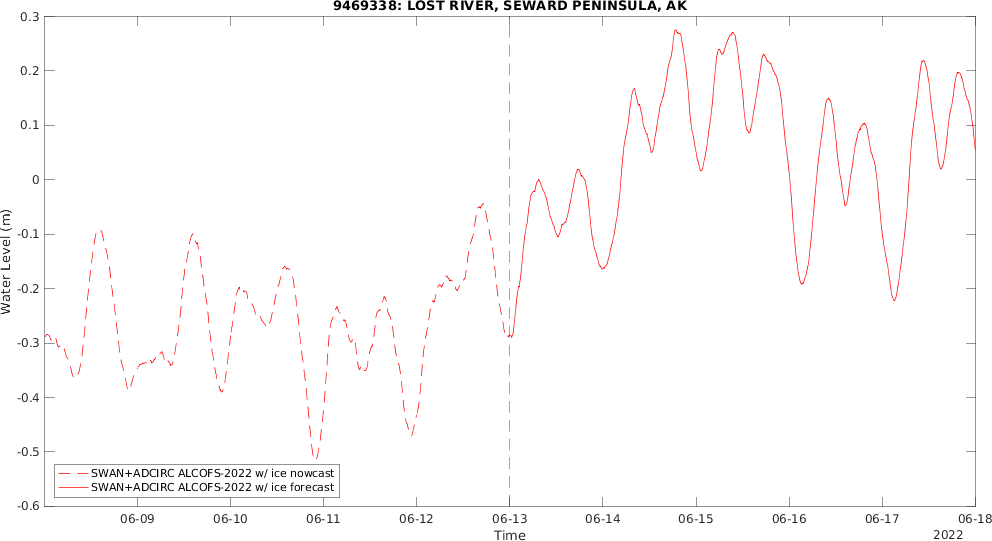 9469338: LOST RIVER, SEWARD PENINSULA, AK
0.3
0.2
0.1
0
-0.1
-0.2
-0.3
-0.4
-0.5
-0.6
Water Level (m)
SWAN+ADCIRC ALCOFS-2022 w/ ice nowcast
SWAN+ADCIRC ALCOFS-2022 w/ ice forecast
06-09 06-10 06-11 06-12 06-13 06-14 06-15 06-16 06-17 06-18
Time
2022